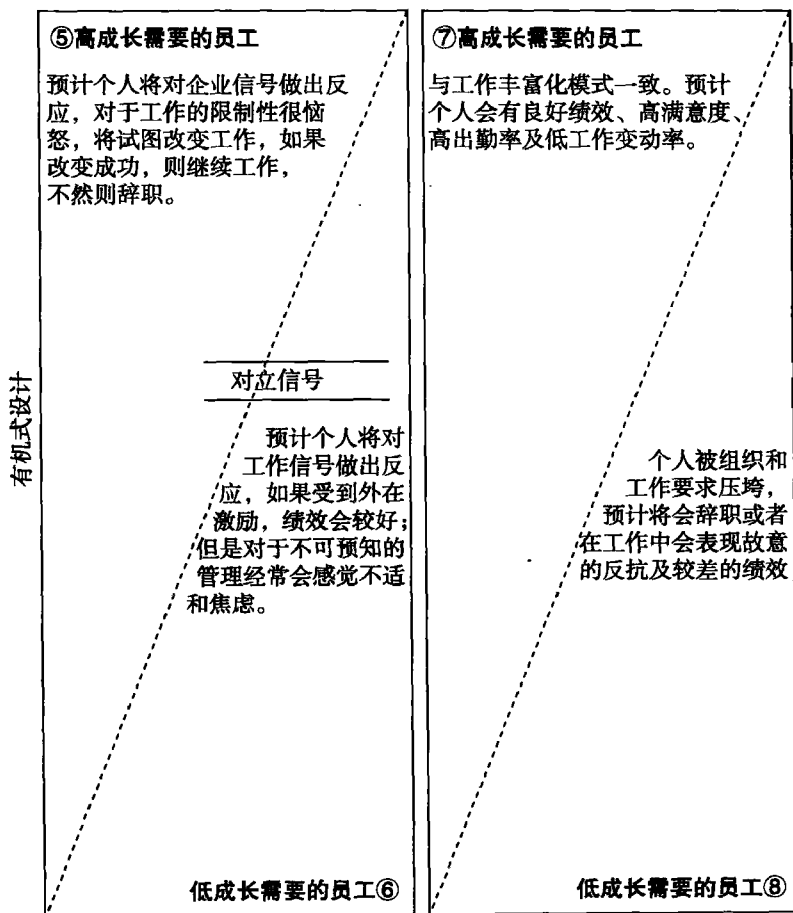 有机式设计
⑤高成长需要的员工
预计个人将对企业信号做出反
应，对于工作的限制性很恼
怒，将试图改变工作，如果
改变成功，则继续工作，
不然则辞职。
对立信号
预计个人将对
工作信号做出反
应，如果受到外在
激励，绩效会较好；
但是对于不可预知的
管理经常会感觉不适
和焦虑。
低成长需要的员工⑥
⑦高成长需要的员工
与工作丰富化模式一致。预计
个人会有良好绩效、高满意度、
高出勤率及低工作变动率。
个人被组织和
工作要求压垮，
预计将会辞职或者
在工作中会表现故意
的反抗及较差的绩效
低成长需要的员工⑧